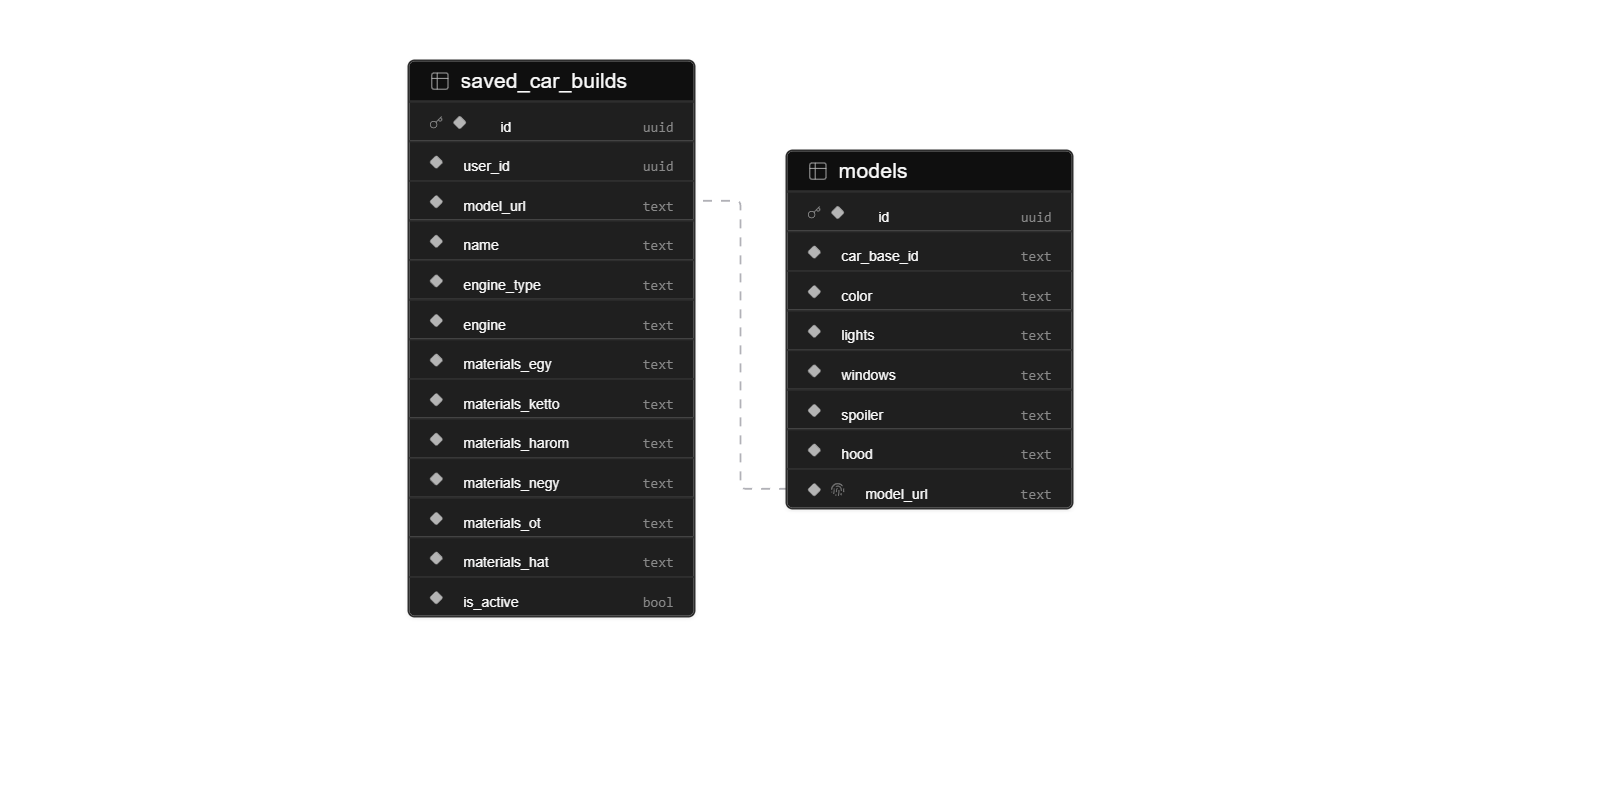 saved_car_builds
id uuid
user_id uuid
model_url text
name text
engine_type text
engine text
materials_egy text
materials_ketto text
materials_harom text
materials_negy text
materials_ot text
materials_hat text
is_active bool
models
id uuid
car_base_id text
color text
lights text
windows text
spoiler text
hood text
model_url text